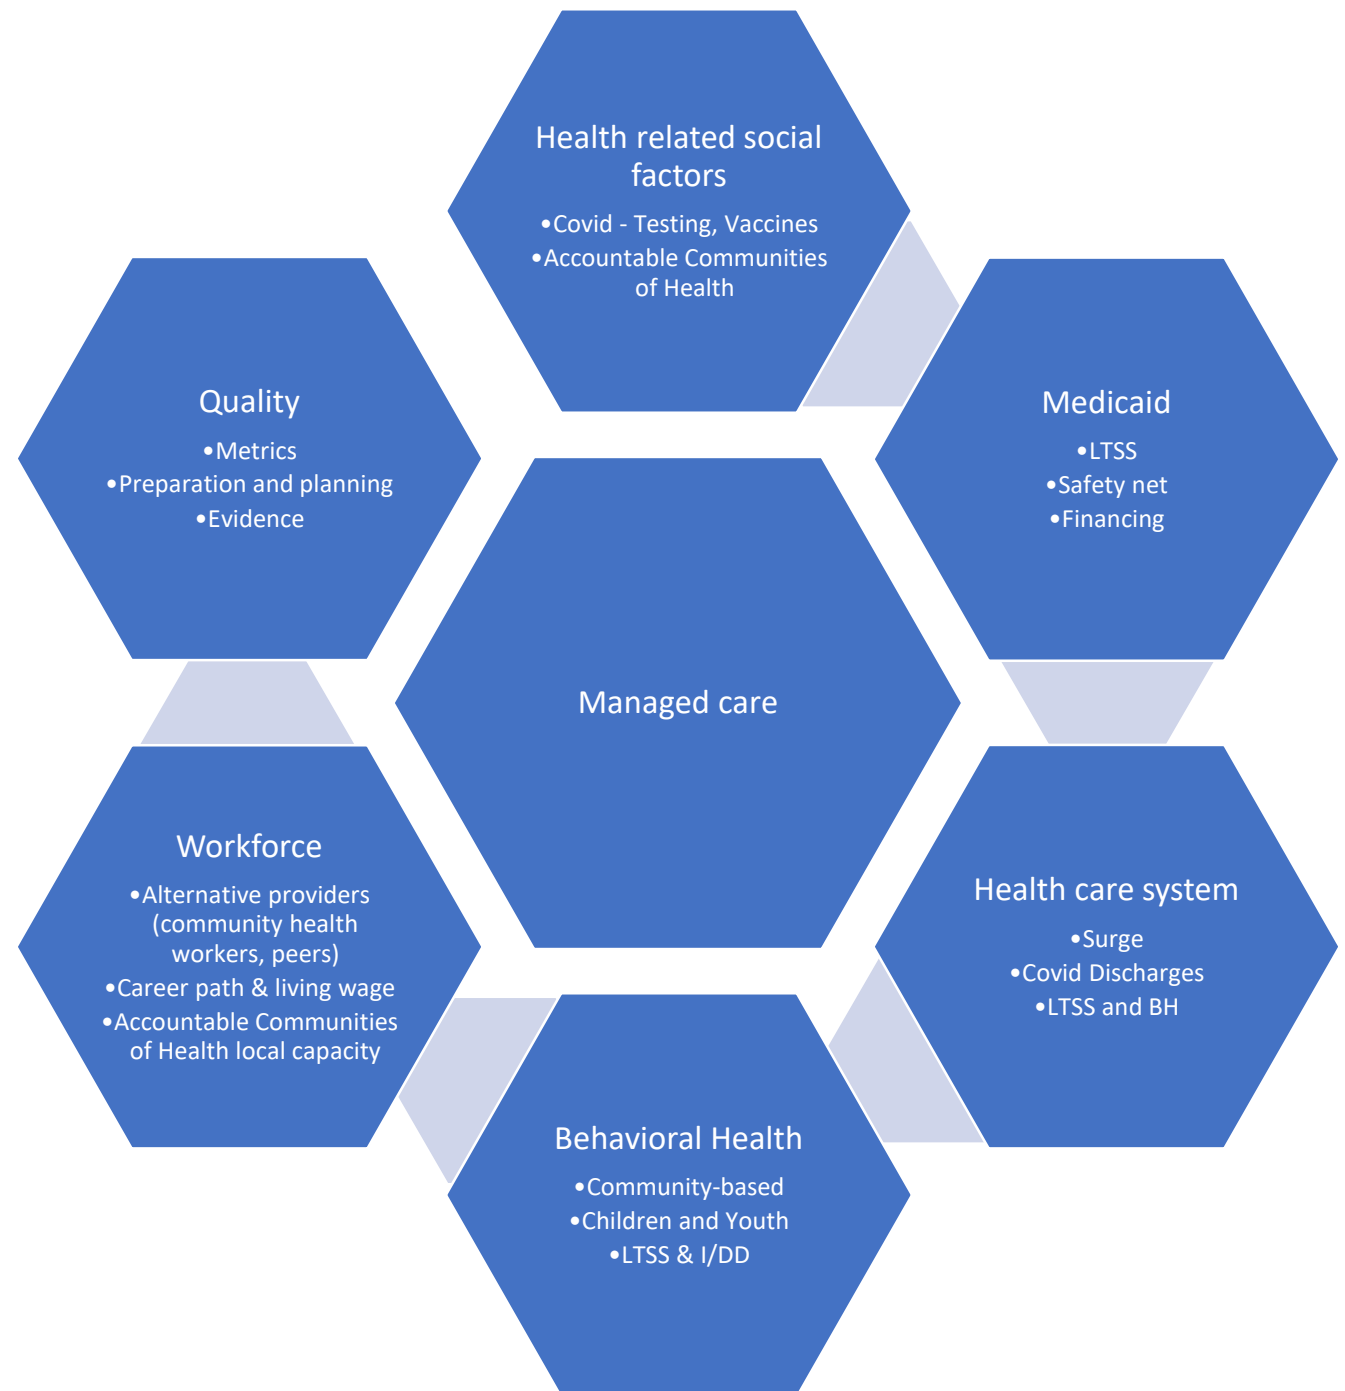 Health related social
factors
•Covid - Testing, Vaccines
•Accountable Communities
of Health
Quality
•Metrics
•Preparation and planning
•Evidence
Medicaid
•LTSS
•Safety net
•Financing
Managed care
Workforce
•Alternative providers
(community health
workers, peers)
•Career path & living wage
•Accountable Communities
of Health local capacity
Health care system
•Surge
•Covid Discharges
•LTSS and BH
Behavioral Health
•Community-based
•Children and Youth
•LTSS & I/DD